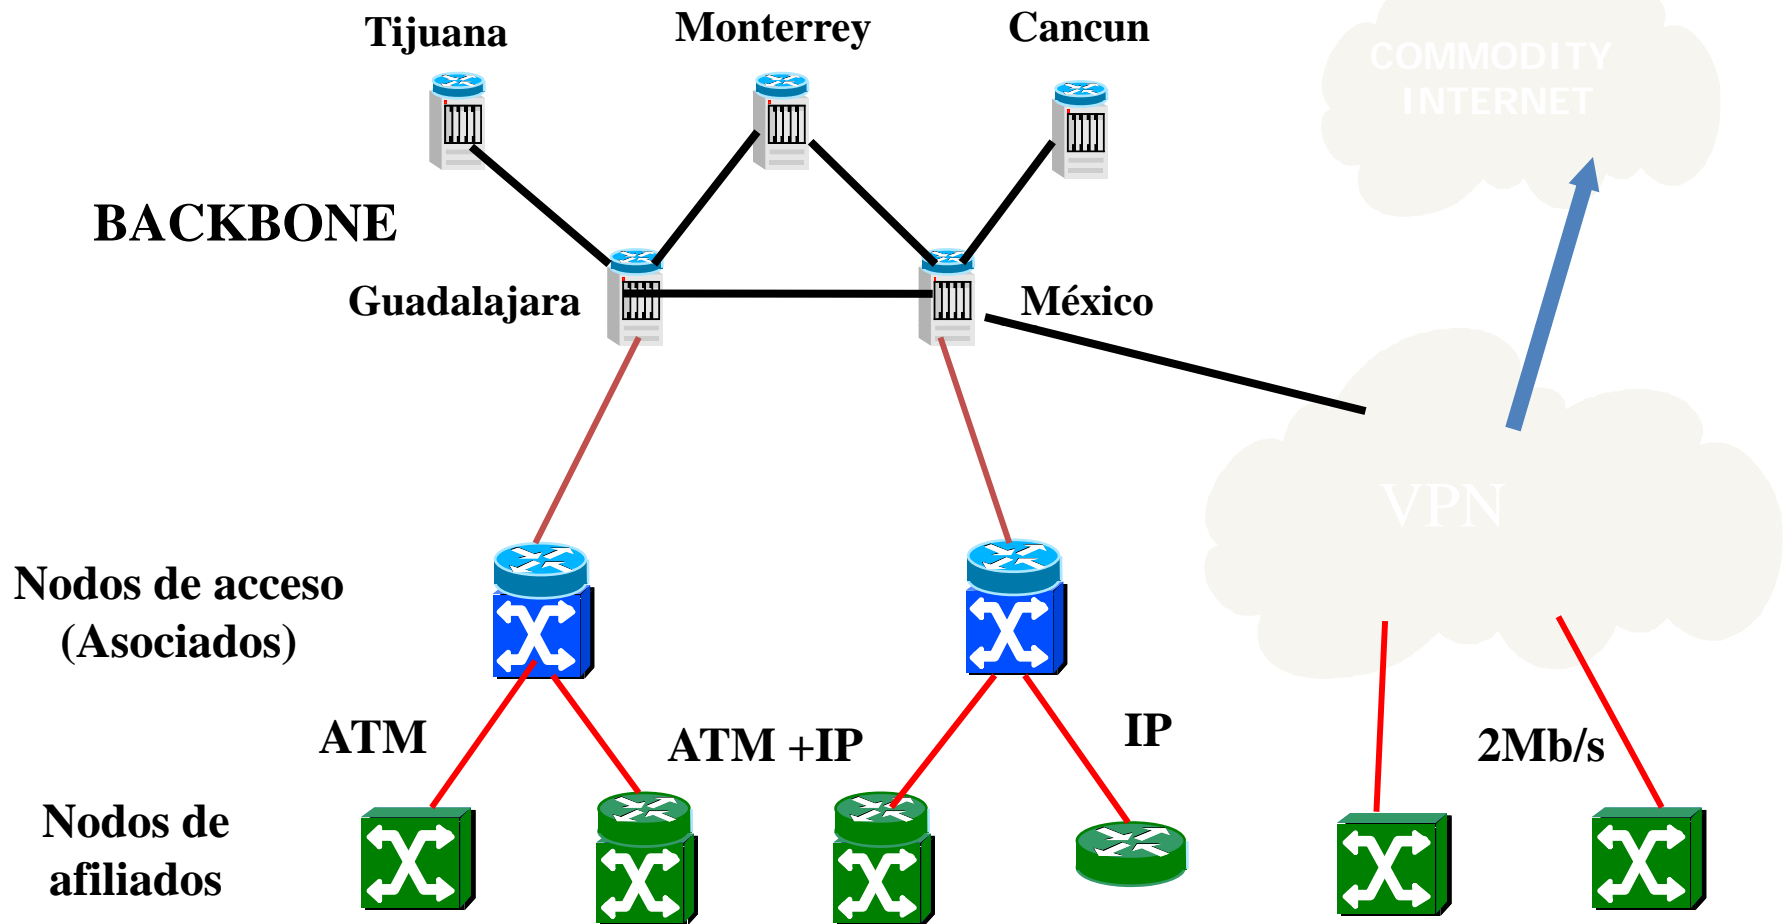 Tijuana
Monterrey
Cancun
COMMODITY
INTERNET
BACKBONE
Guadalajara
México
VPN
Nodos de acceso
(Asociados)
ATM
ATM +IP
IP
2Mb/s
Nodos de
afiliados